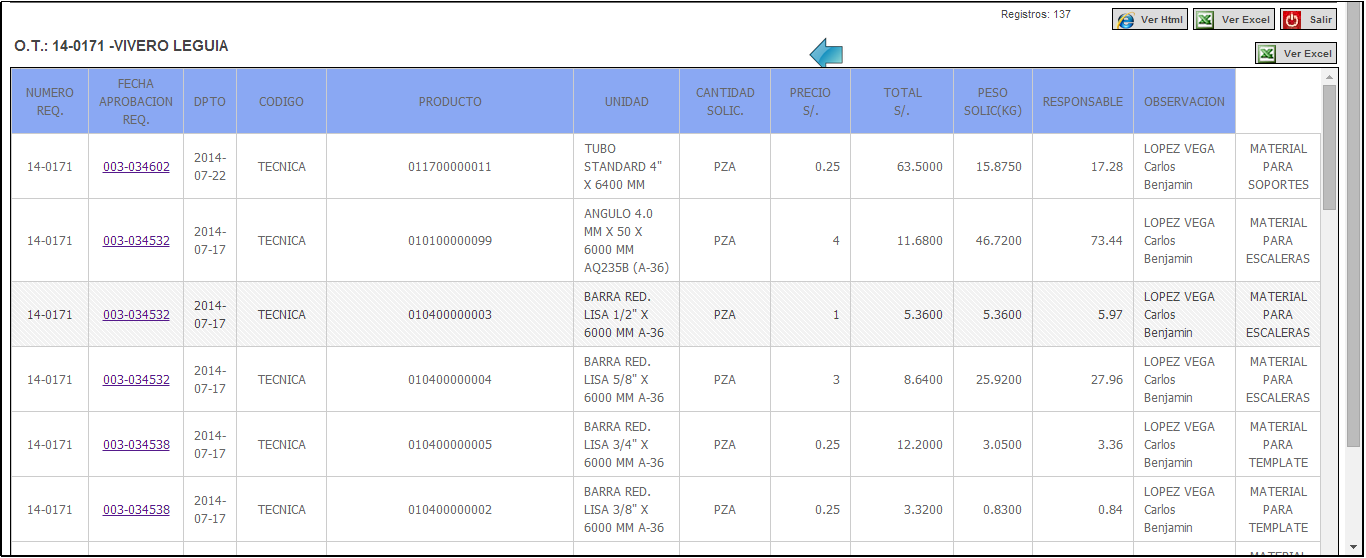 Registros: 137
Ver Html
Ver Excel
Salir
O.T.: 14-0171 -VIVERO LEGUIA
Ver Excel
NUMERO
REQ.
FECHA
APROBACION
REQ.
DPTO
CODIGO
PRODUCTO
UNIDAD
CANTIDAD
SOLIC.
PRECIO
S/.
TOTAL
S/.
PESO
SOLIC(KG)
RESPONSABLE
OBSERVACION
14-0171
003-034602
2014-
07-22
TECNICA
011700000011
TUBO
STANDARD 4"
X 6400 MM
PZA
0.25
63.5000
15.8750
17.28
LOPEZ VEGA
Carlos
Benjamin
MATERIAL
PARA
SOPORTES
14-0171
003-034532
2014-
07-17
TECNICA
010100000099
ANGULO 4.0
MM X 50 X
6000 MM
AQ235B (A-36)
PZA
4
11.6800
46.7200
73.44
LOPEZ VEGA
Carlos
Benjamin
MATERIAL
PARA
ESCALERAS
14-0171
003-034532
2014-
07-17
TECNICA
010400000003
BARRA RED.
LISA 1/2" X
6000 MM A-36
PZA
1
5.3600
5.3600
5.97
LOPEZ VEGA
Carlos
Benjamin
MATERIAL
PARA
ESCALERAS
14-0171
003-034532
2014-
07-17
TECNICA
010400000004
BARRA RED.
LISA 5/8" X
6000 MM A-36
PZA
3
8.6400
25.9200
27.96
LOPEZ VEGA
Carlos
Benjamin
MATERIAL
PARA
ESCALERAS
14-0171
003-034538
2014-
07-17
TECNICA
010400000005
BARRA RED.
LISA 3/4" X
6000 MM A-36
PZA
0.25
12.2000
3.0500
3.36
LOPEZ VEGA
Carlos
Benjamin
MATERIAL
PARA
TEMPLATE
14-0171
003-034538
2014-
07-17
TECNICA
010400000002
BARRA RED.
LISA 3/8" X
6000 MM A-36
PZA
0.25
3.3200
0.8300
0.84
LOPEZ VEGA
Carlos
Benjamin
MATERIAL
PARA
TEMPLATE
MATERIAL